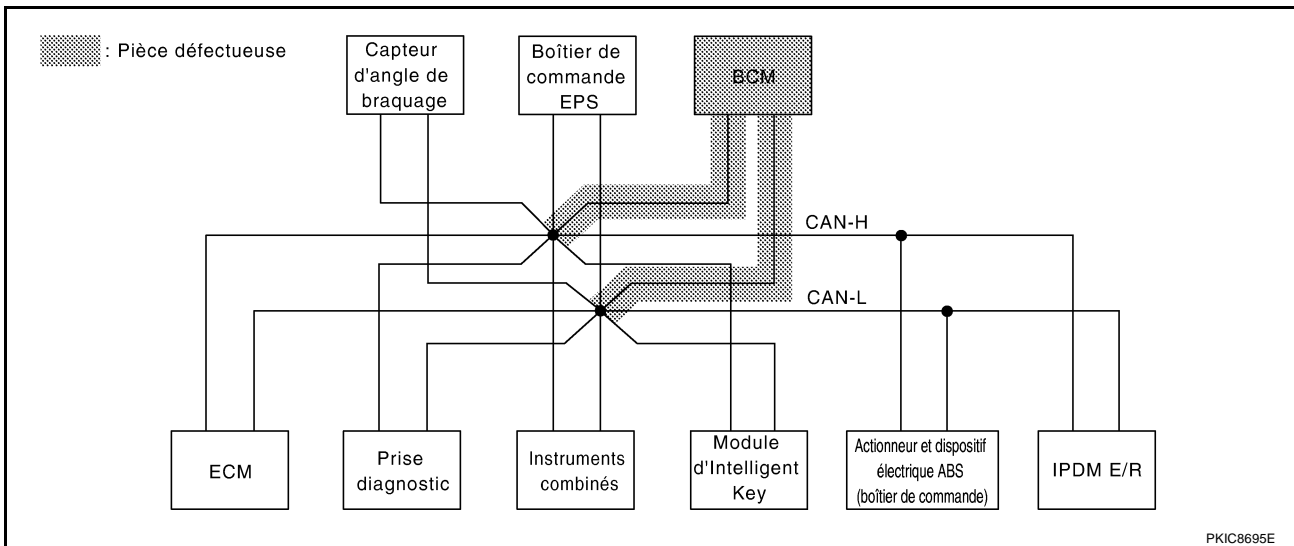 : Pièce défectueuse
Capteur
d'angle de
braquage
Boîtier de
commande
EPS
BCM
CAN-H
CAN-L
ECM
Prise
diagnostic
Instruments
combinés
Module
d'Intelligent
Key
Actionneur et dispositif
électrique ABS
(boîtier de commande)
IPDM E/R
PKIC8695E